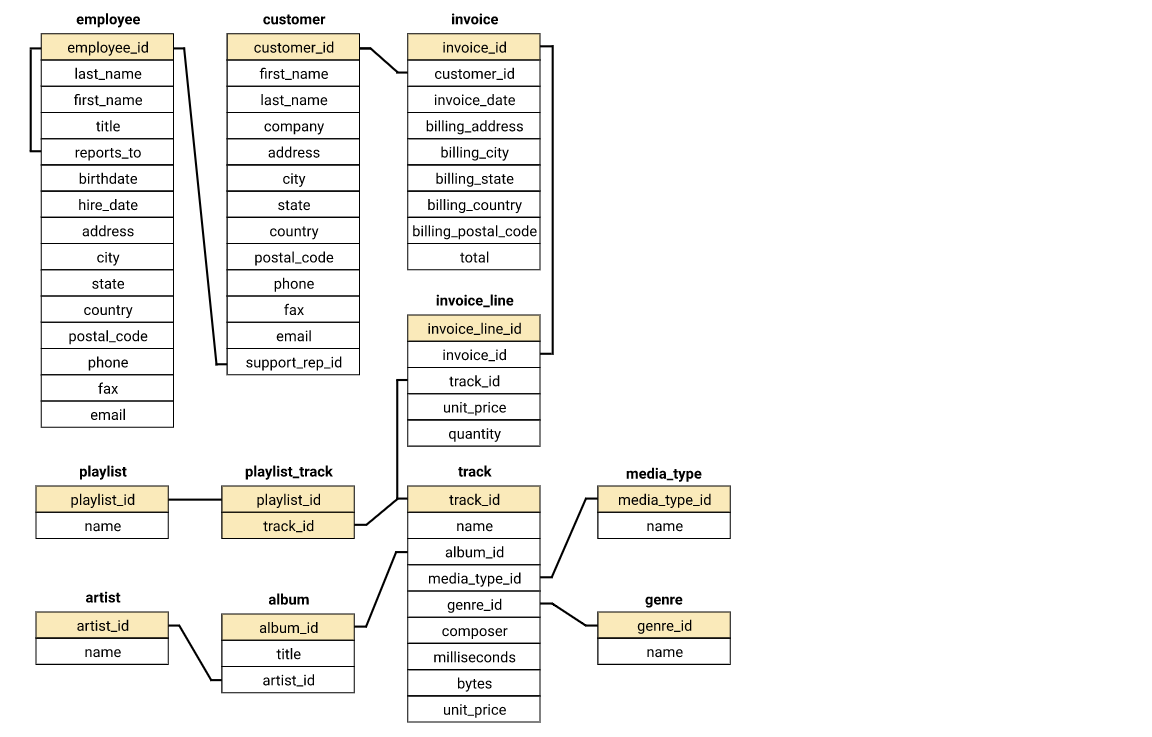 employee
employee_id
last_name
first_name
title
reports_to
birthdate
hire_date
address
city
state
country
postal_code
phone
fax
email
customer
customer_id
first_name
last_name
company
address
city
state
country
postal_code
phone
fax
email
support_rep_id
invoice
invoice_id
customer_id
invoice_date
billing_address
billing_city
billing_state
billing_country
billing_postal_code
total
invoice_line
invoice_line_id
invoice_id
track_id
unit_price
quantity
playlist
playlist_id
name
playlist_track
playlist_id
track_id
track
track_id
name
album_id
media_type_id
genre_id
composer
milliseconds
bytes
unit_price
media_type
media_type_id
name
artist
artist_id
name
album
album_id
title
artist_id
genre
genre_id
name